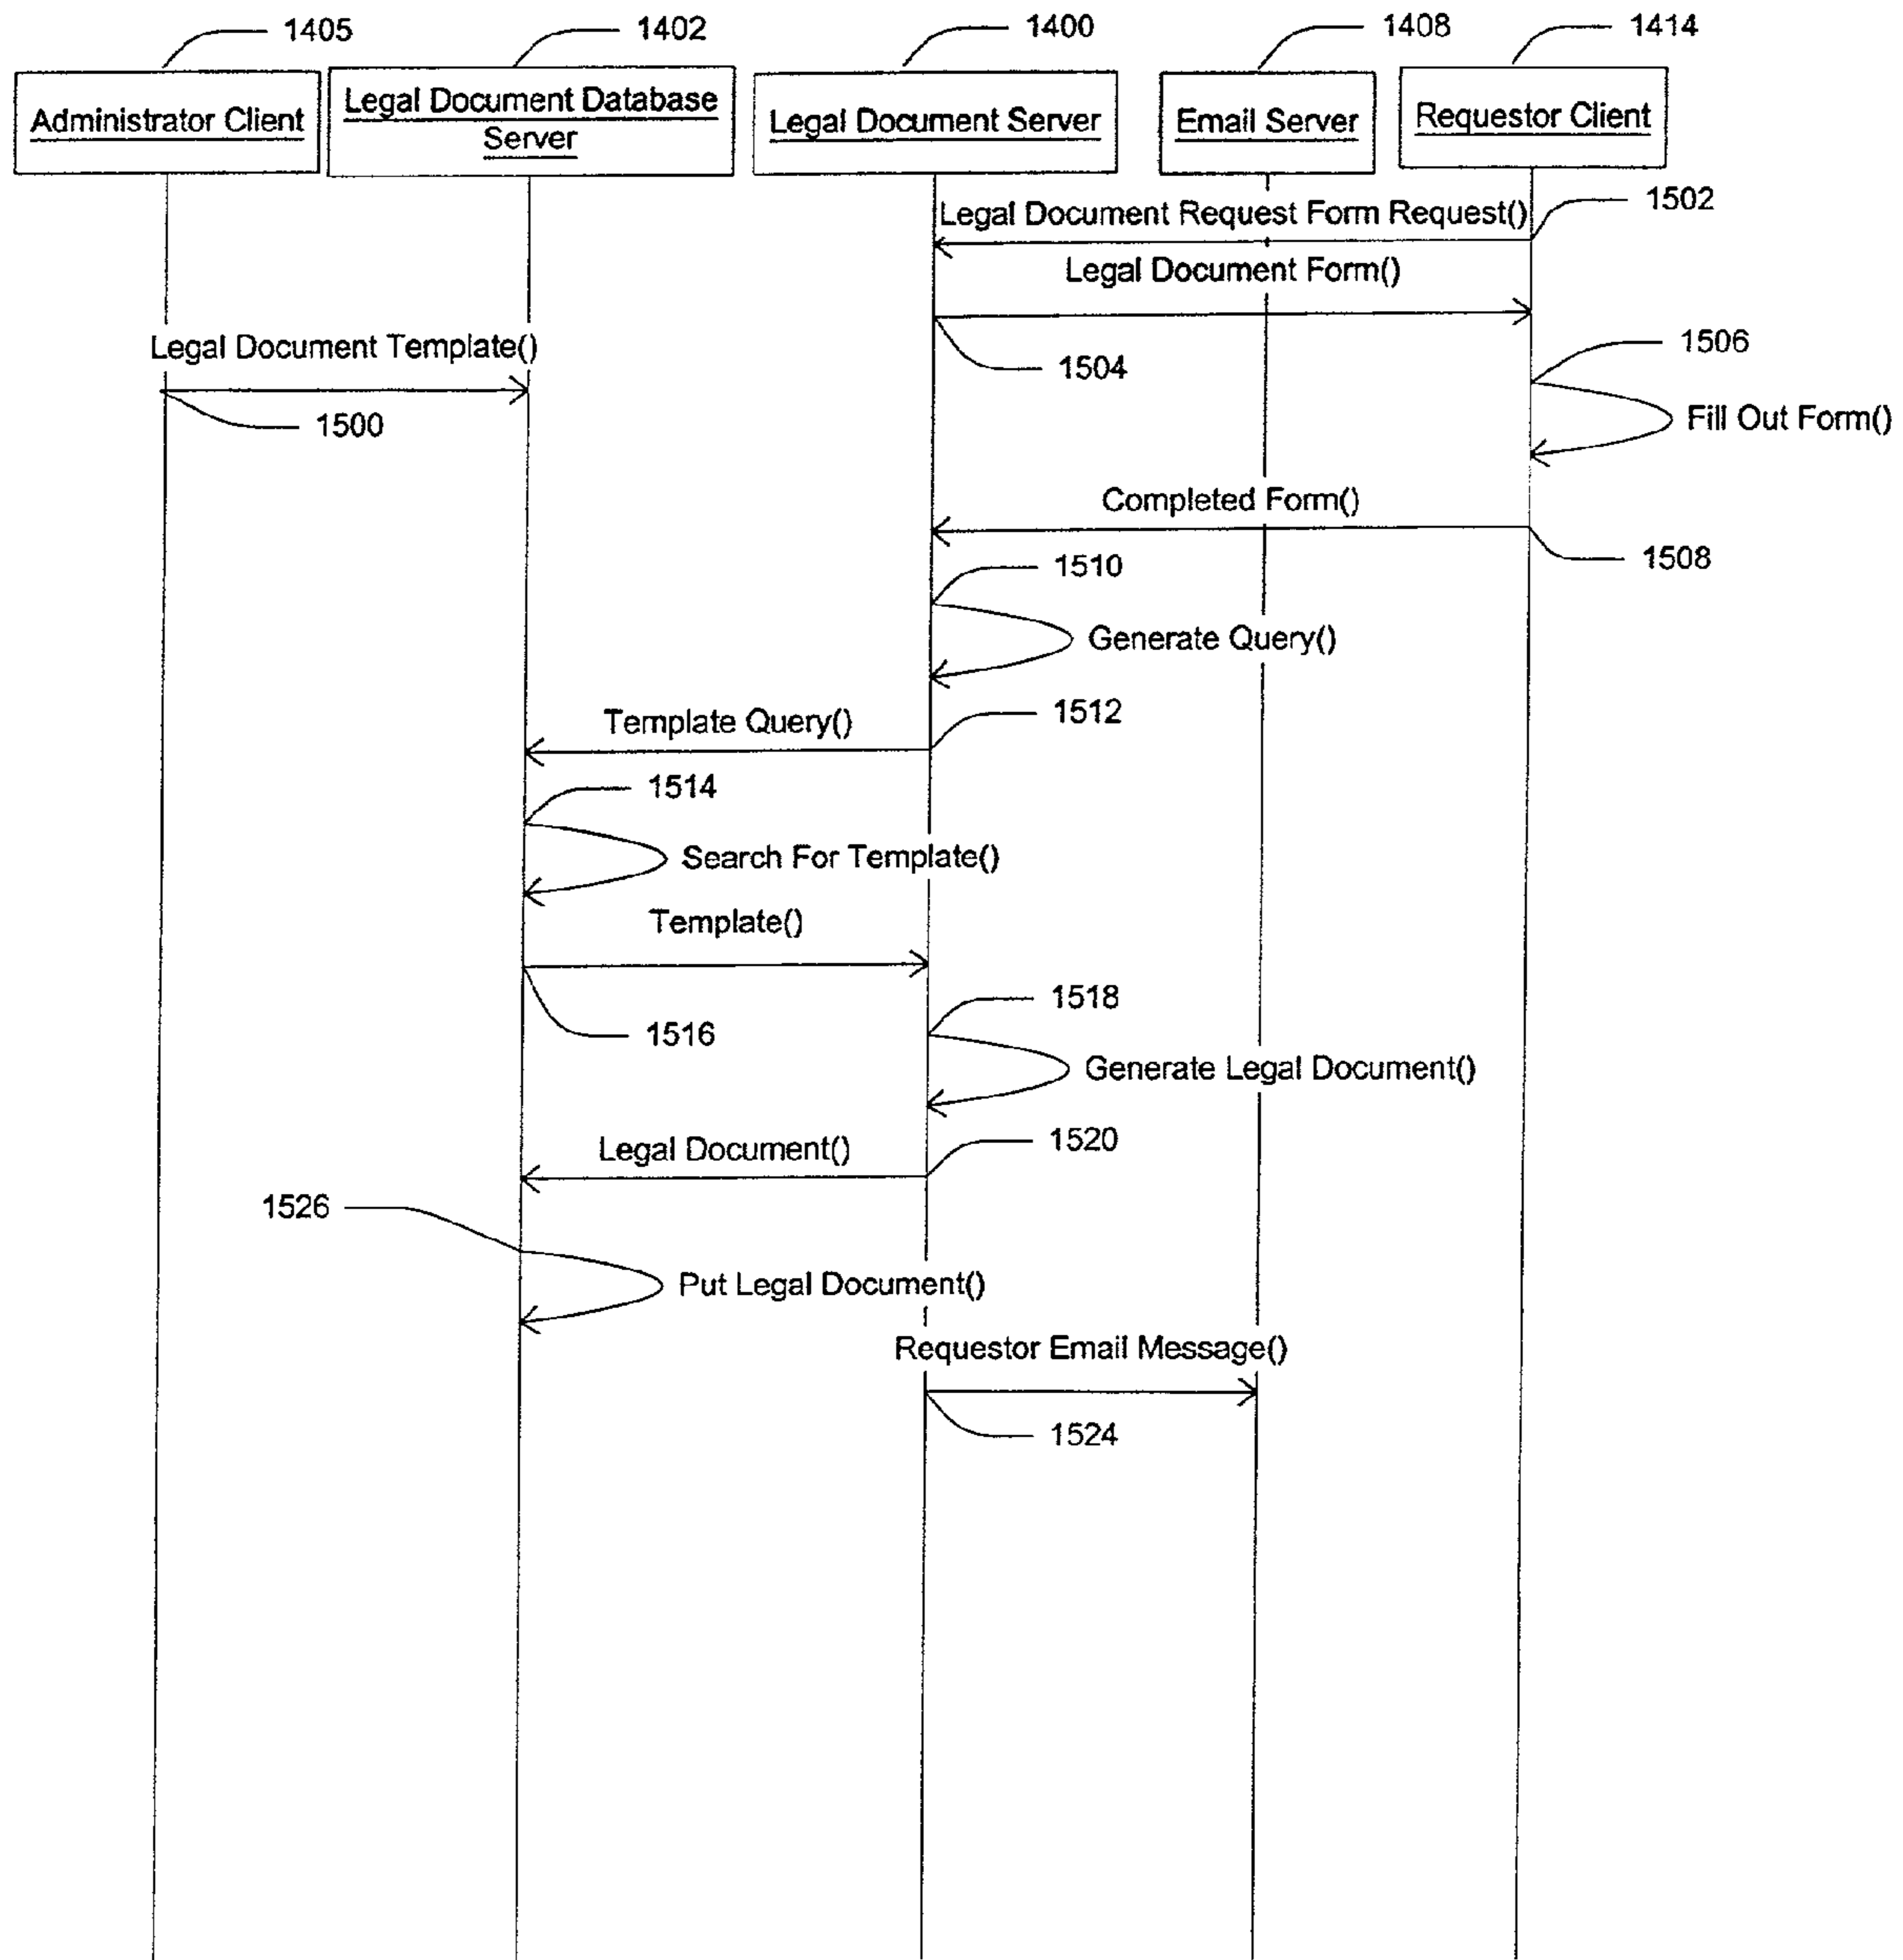 1405
1402
1400
1408
1414
Administrator Client
Legal Document Database
Server
Legal Document Server
Email Server
Requestor Client
1502
Legal Document Request Form Request()
Legal Document Form()
1504
Legal Document Template()
1500
1506
Fill Out Form()
Completed Form()
1508
1510
Generate Query()
1512
Template Query()
1514
Search For Template()
Template()
1516
1518
Generate Legal Document()
1520
Legal Document()
1526
Put Legal Document()
Requestor Email Message()
1524